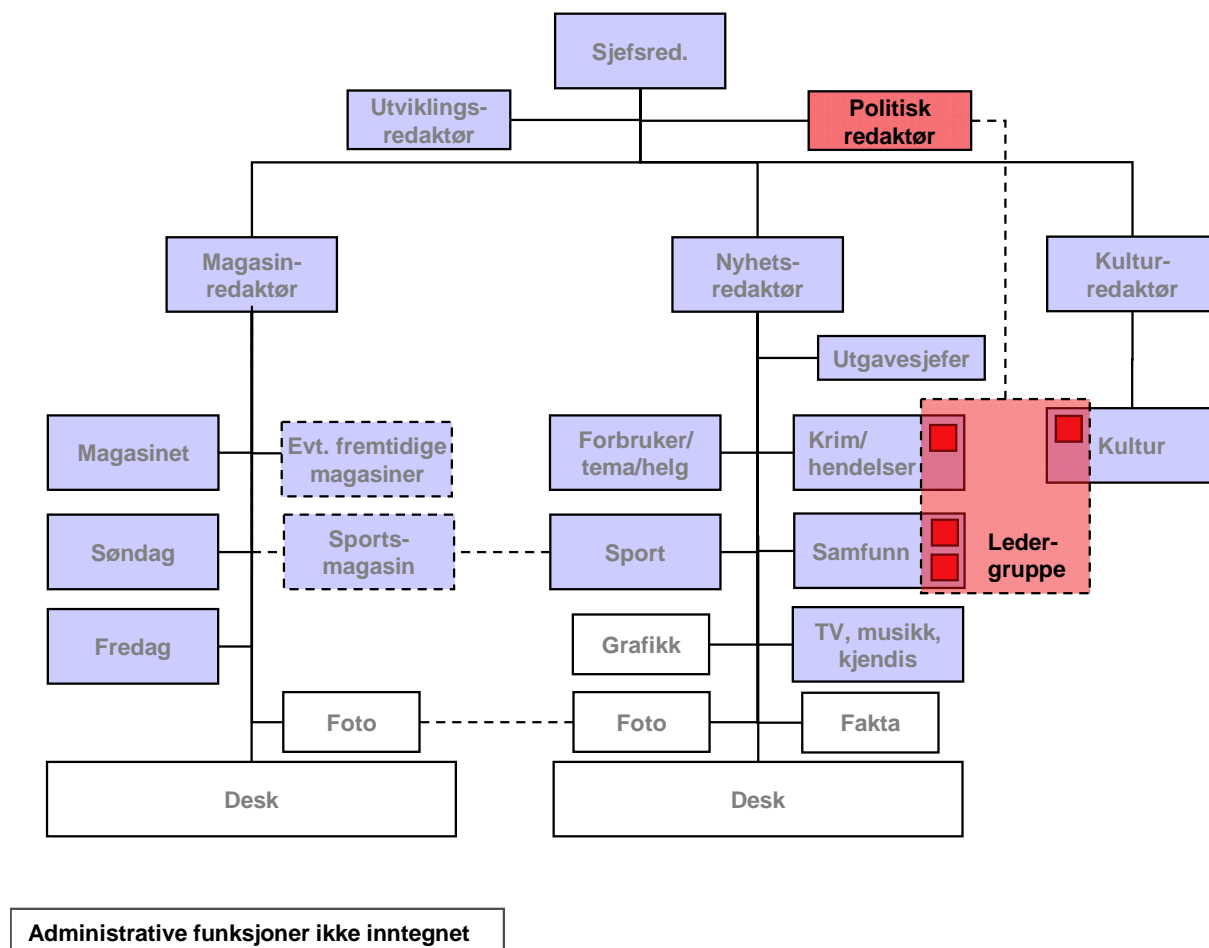 Sjefsred.
Utviklings-
redaktør
Politisk
redaktør
Magasin-
redaktør
Nyhets-
redaktør
Kultur-
redaktør
Utgavesjefer
Magasinet
Evt. fremtidige
magasiner
Forbruker/
tema/helg
Krim/
hendelser
Kultur
Søndag
Sports-
magasin
Sport
Samfunn
Leder-
gruppe
Fredag
Grafikk
TV, musikk,
kjendis
Foto
Foto
Fakta
Desk
Desk
Administrative funksjoner ikke inntegnet